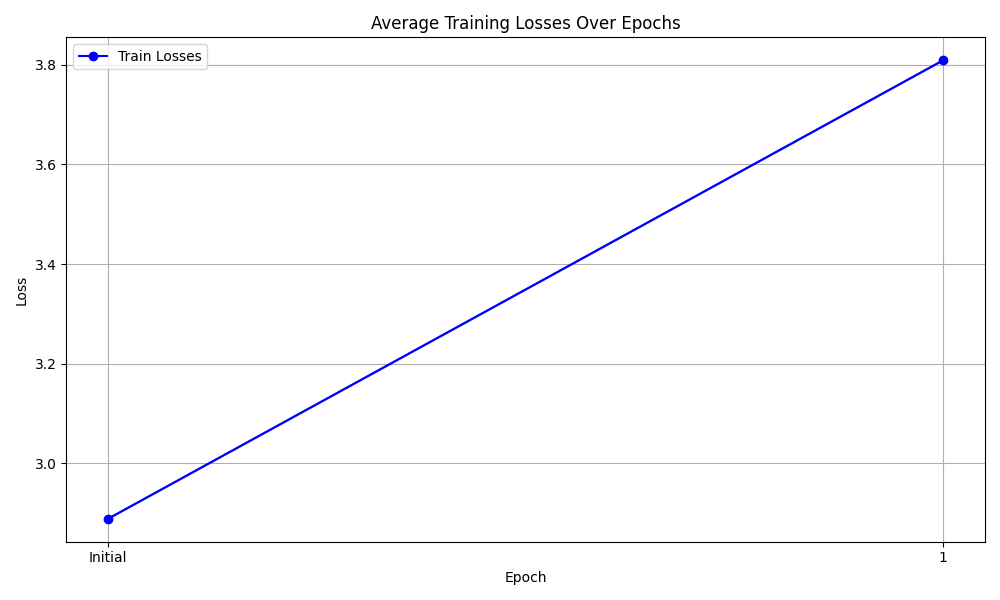 Average Training Losses Over Epochs
Train Losses
3.8
3.6
3.4
3.2
3.0
Loss
Initial
1
Epoch